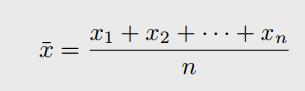 x̄ = (x₁ + x₂ + ··· + xₙ) / n